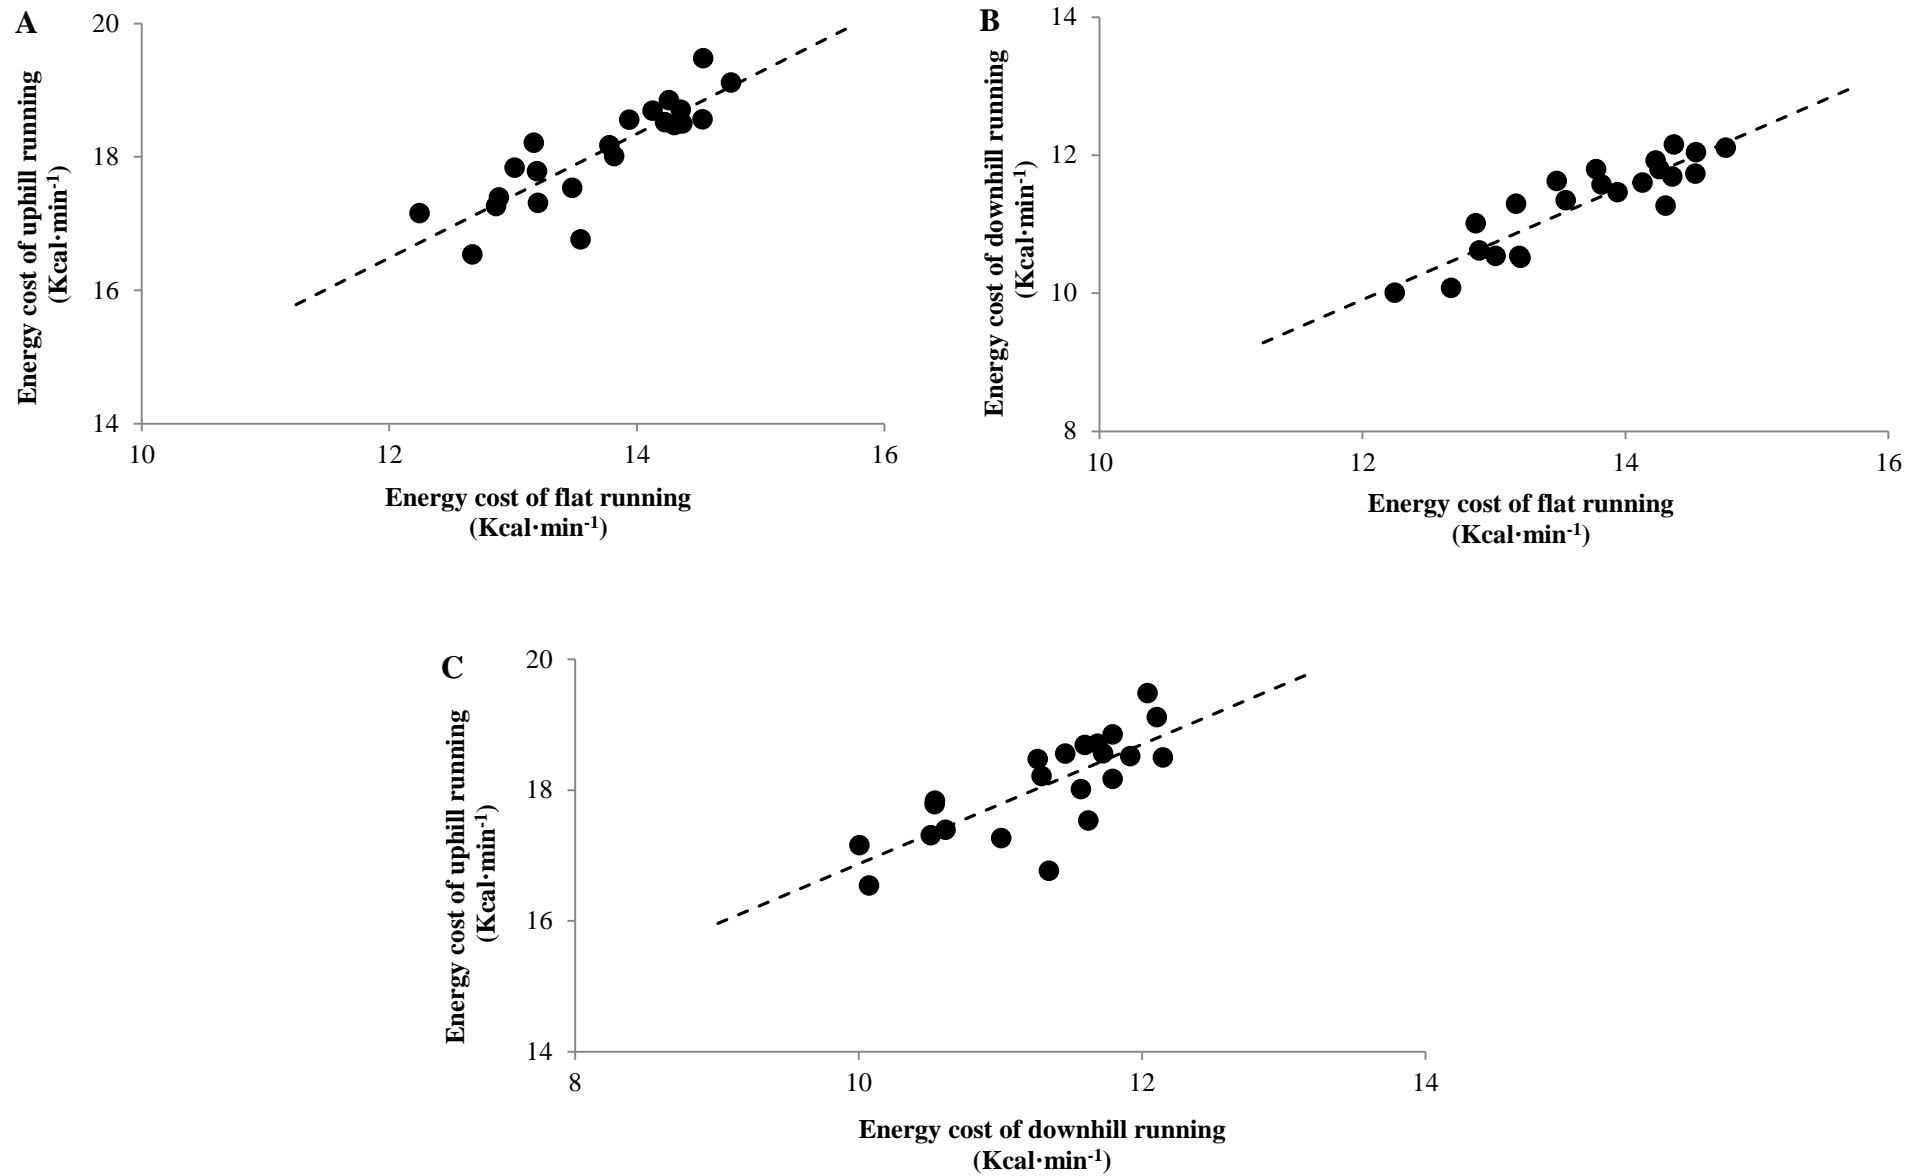 A
Energy cost of uphill running
(Kcal·min-1)
20
18
16
14
10 12 14 16
Energy cost of flat running
(Kcal·min-1)
B
Energy cost of downhill running
(Kcal·min-1)
14
12
10
8
10 12 14 16
Energy cost of flat running
(Kcal·min-1)
C
Energy cost of uphill running
(Kcal·min-1)
20
18
16
14
8 10 12 14
Energy cost of downhill running
(Kcal·min-1)